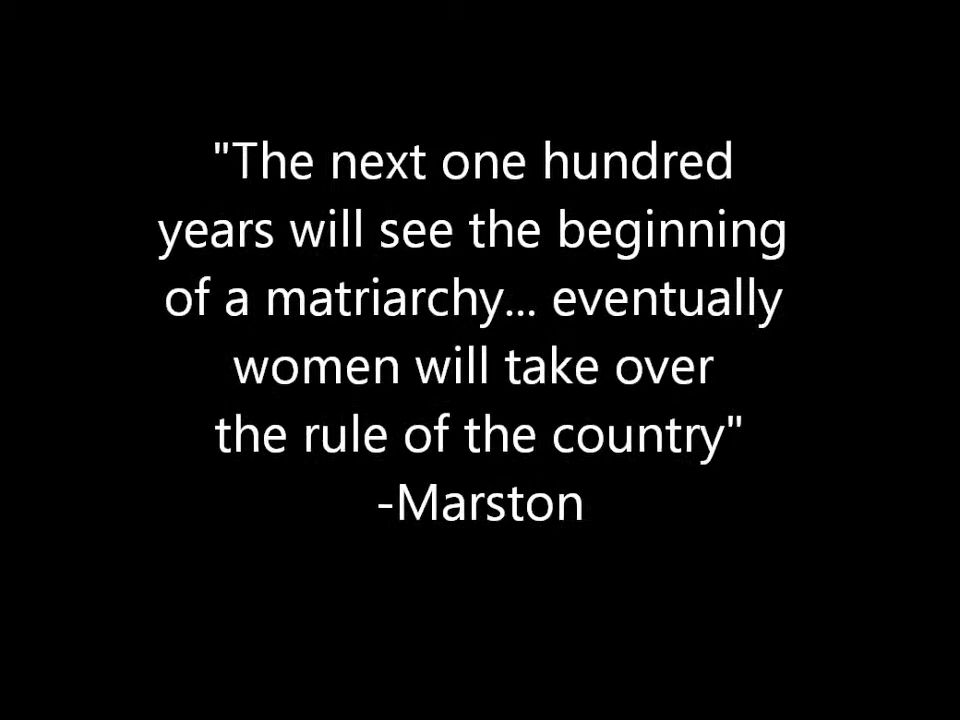 "The next one hundred
years will see the beginning
of a matriarchy... eventually
women will take over
the rule of the country"
-Marston